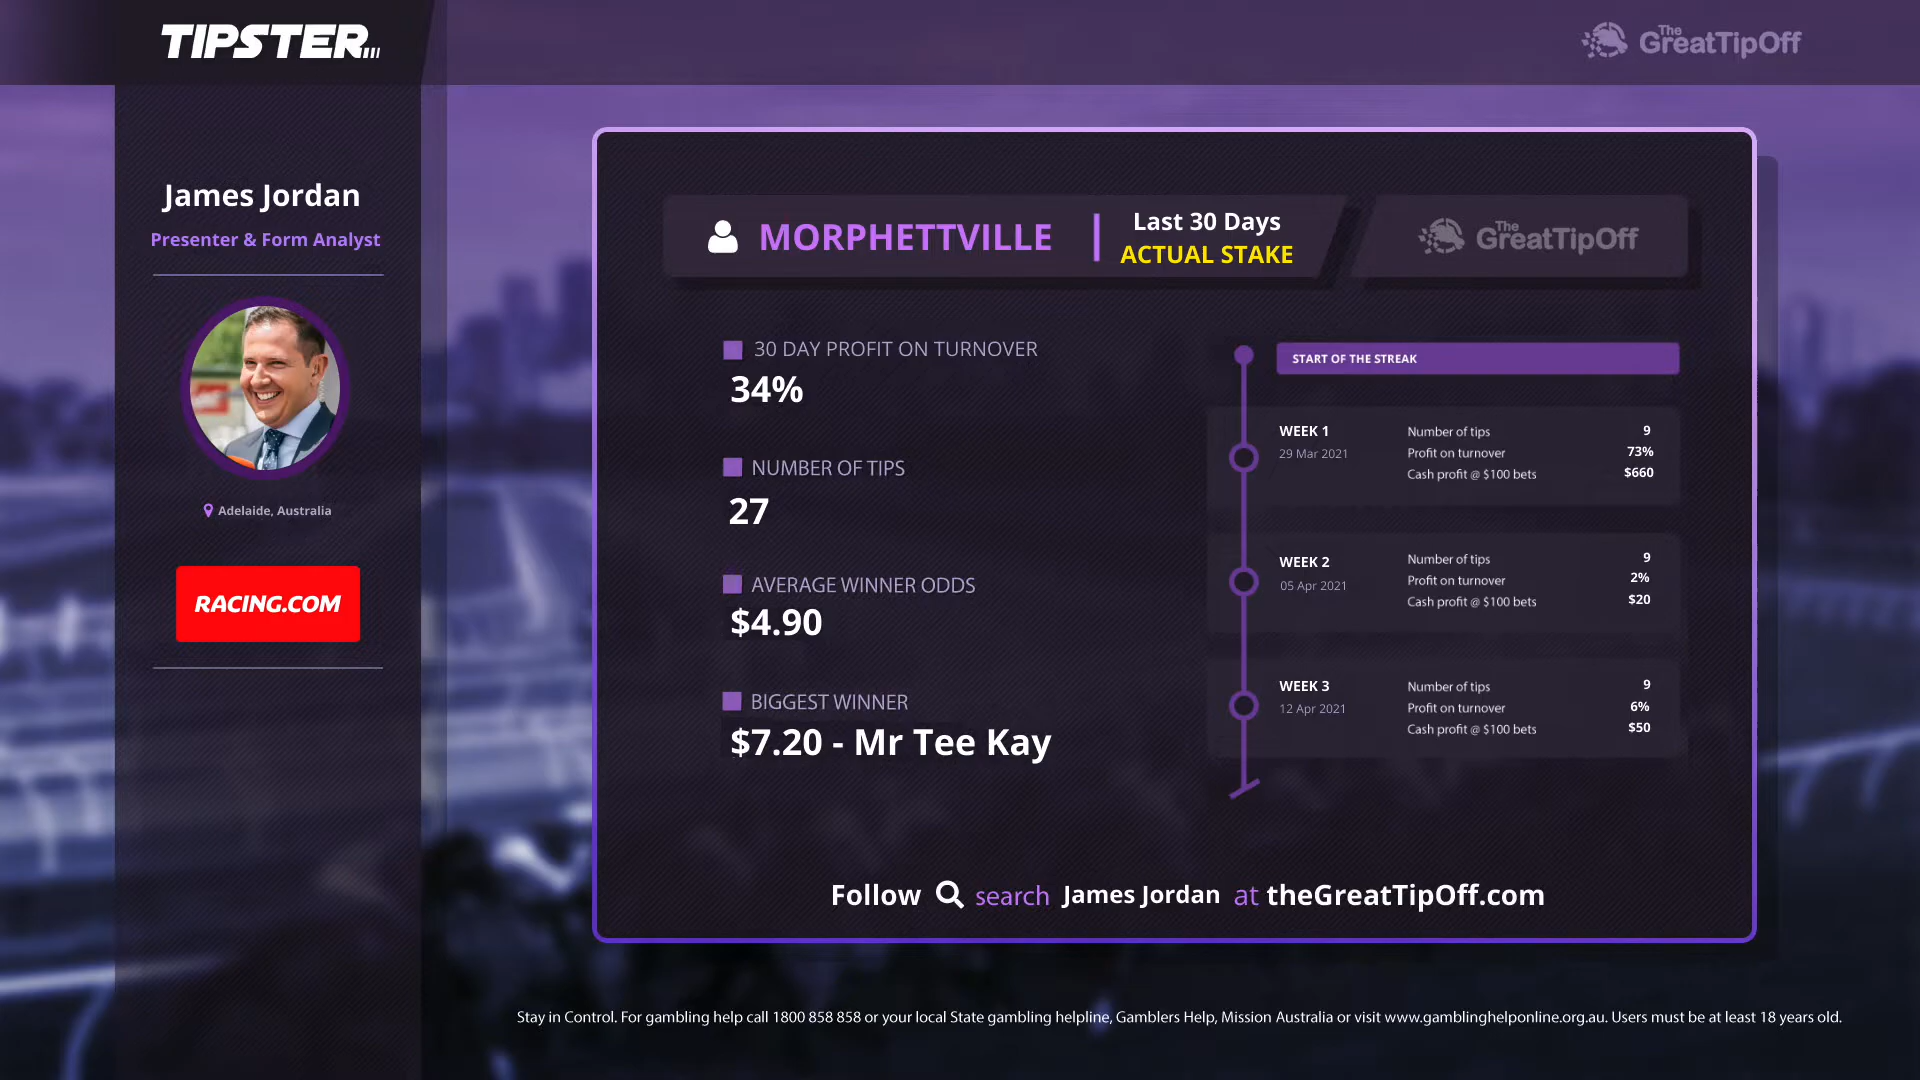 TIPSTER
The
GreatTipOff
James Jordan
Presenter & Form Analyst
Adelaide, Australia
RACING.COM
MORPHETTVILLE
Last 30 Days
ACTUAL STAKE
The
GreatTipOff
30 DAY PROFIT ON TURNOVER
34%
NUMBER OF TIPS
27
AVERAGE WINNER ODDS
$4.90
BIGGEST WINNER
$7.20 - Mr Tee Kay
START OF THE STREAK
WEEK 1
29 Mar 2021
Number of tips 9
Profit on turnover 73%
Cash profit @ $100 bets $660
WEEK 2
05 Apr 2021
Number of tips 9
Profit on turnover 2%
Cash profit @ $100 bets $20
WEEK 3
12 Apr 2021
Number of tips 9
Profit on turnover 6%
Cash profit @ $100 bets $50
Follow search James Jordan at theGreatTipOff.com
Stay in Control. For gambling help call 1800 858 858 or your local State gambling helpline, Gamblers Help, Mission Australia or visit www.gamblinghelponline.org.au. Users must be at least 18 years old.